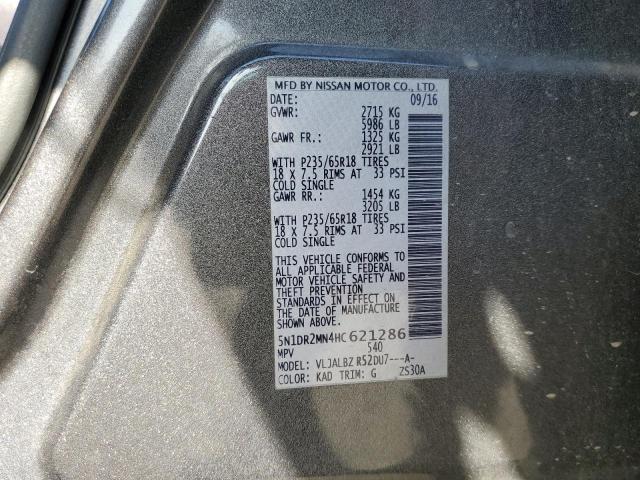 MFD BY NISSAN MOTOR CO., LTD.
DATE: 09/16
GVWR: 2715 KG
5986 LB
GAWR FR.: 1325 KG
2921 LB
WITH P235/65R18 TIRES
18 X 7.5 RIMS AT 33 PSI
COLD SINGLE
GAWR RR.: 1454 KG
3205 LB
WITH P235/65R18 TIRES
18 X 7.5 RIMS AT 33 PSI
COLD SINGLE
THIS VEHICLE CONFORMS TO
ALL APPLICABLE FEDERAL
MOTOR VEHICLE SAFETY AND
THEFT PREVENTION
STANDARDS IN EFFECT ON
THE DATE OF MANUFACTURE
SHOWN ABOVE.
5N1DR2MN4HC621286
MPV 540
MODEL: VLJALBZ R52DU7---A-
COLOR: KAD TRIM: G ZS30A